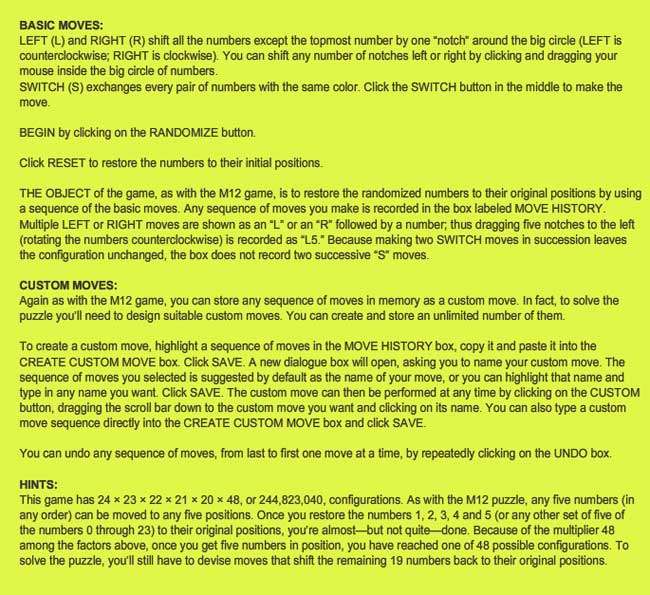 BASIC MOVES:
LEFT (L) and RIGHT (R) shift all the numbers except the topmost number by one “notch” around the big circle (LEFT is
counterclockwise; RIGHT is clockwise). You can shift any number of notches left or right by clicking and dragging your
mouse inside the big circle of numbers.
SWITCH (S) exchanges every pair of numbers with the same color. Click the SWITCH button in the middle to make the
move.
BEGIN by clicking on the RANDOMIZE button.
Click RESET to restore the numbers to their initial positions.
THE OBJECT of the game, as with the M12 game, is to restore the randomized numbers to their original positions by using
a sequence of the basic moves. Any sequence of moves you make is recorded in the box labeled MOVE HISTORY.
Multiple LEFT or RIGHT moves are shown as an “L” or an “R” followed by a number; thus dragging five notches to the left
(rotating the numbers counterclockwise) is recorded as “L5.” Because making two SWITCH moves in succession leaves
the configuration unchanged, the box does not record two successive “S” moves.
CUSTOM MOVES:
Again as with the M12 game, you can store any sequence of moves in memory as a custom move. In fact, to solve the
puzzle you’ll need to design suitable custom moves. You can create and store an unlimited number of them.
To create a custom move, highlight a sequence of moves in the MOVE HISTORY box, copy it and paste it into the
CREATE CUSTOM MOVE box. Click SAVE. A new dialogue box will open, asking you to name your custom move. The
sequence of moves you selected is suggested by default as the name of your move, or you can highlight that name and
type in any name you want. Click SAVE. The custom move can then be performed at any time by clicking on the CUSTOM
button, dragging the scroll bar down to the custom move you want and clicking on its name. You can also type a custom
move sequence directly into the CREATE CUSTOM MOVE box and click SAVE.
You can undo any sequence of moves, from last to first one move at a time, by repeatedly clicking on the UNDO box.
HINTS:
This game has 24 × 23 × 22 × 21 × 20 × 48, or 244,823,040, configurations. As with the M12 puzzle, any five numbers (in
any order) can be moved to any five positions. Once you restore the numbers 1, 2, 3, 4 and 5 (or any other set of five of
the numbers 0 through 23) to their original positions, you’re almost—but not quite—done. Because of the multiplier 48
among the factors above, once you get five numbers in position, you have reached one of 48 possible configurations. To
solve the puzzle, you’ll still have to devise moves that shift the remaining 19 numbers back to their original positions.